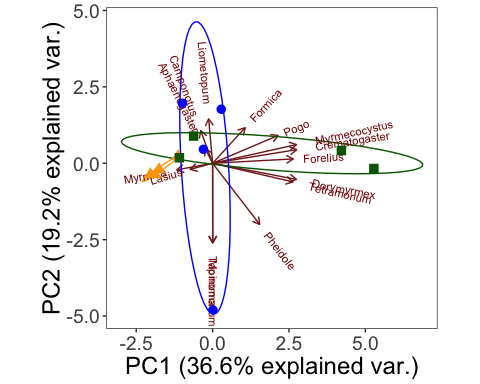 5.0
2.5
0.0
-2.5
-5.0
PC2 (19.2% explained var.)
Liometopum
Camponotus
Aphaenogaster
Formica
Pogo
Myrmecocystus
Crematogaster
Forelius
Lasius
Dorymyrmex
Tetramorium
Pheidole
-2.5
0.0
2.5
5.0
PC1 (36.6% explained var.)